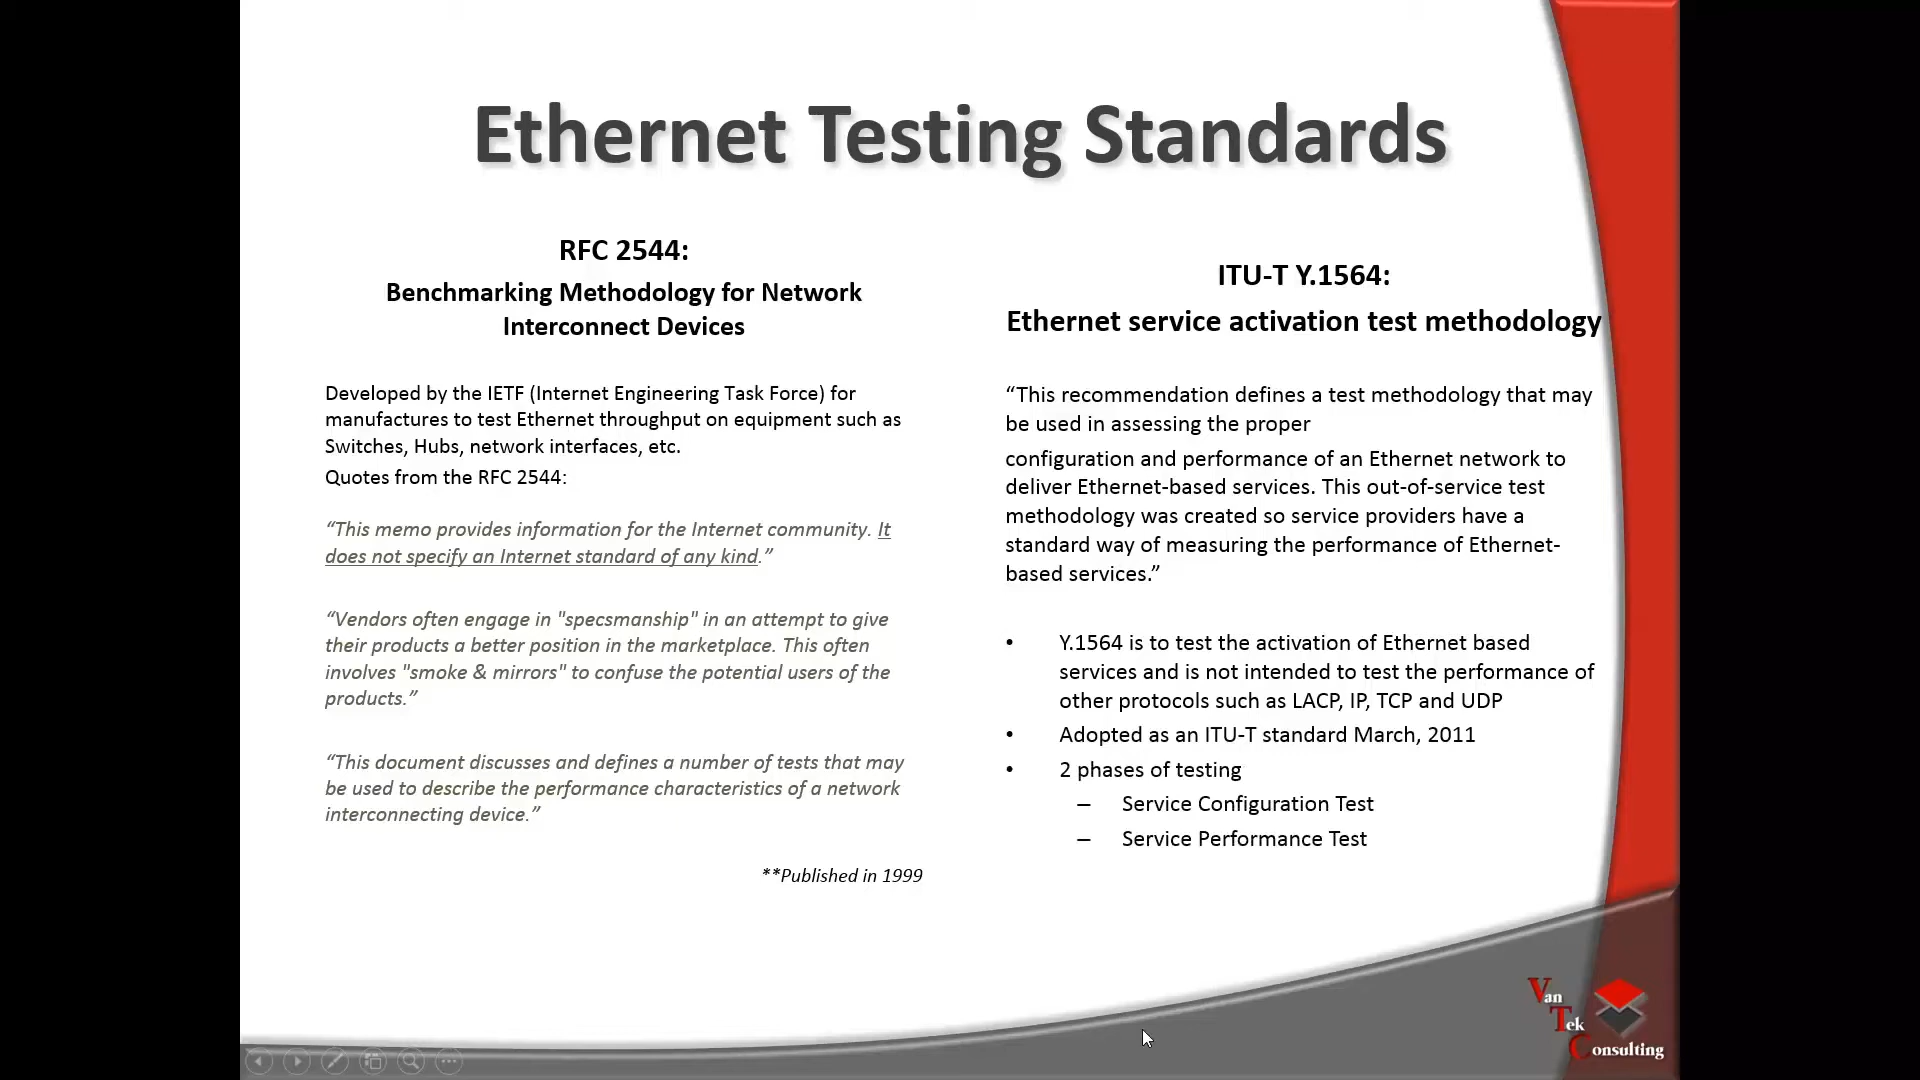 Ethernet Testing Standards
RFC 2544:
Benchmarking Methodology for Network
Interconnect Devices
Developed by the IETF (Internet Engineering Task Force) for
manufactures to test Ethernet throughput on equipment such as
Switches, Hubs, network interfaces, etc.
Quotes from the RFC 2544:
“This memo provides information for the Internet community. It
does not specify an Internet standard of any kind.”
“Vendors often engage in "specsmanship" in an attempt to give
their products a better position in the marketplace. This often
involves "smoke & mirrors" to confuse the potential users of the
products.”
“This document discusses and defines a number of tests that may
be used to describe the performance characteristics of a network
interconnecting device.”
**Published in 1999
ITU-T Y.1564:
Ethernet service activation test methodology
“This recommendation defines a test methodology that may
be used in assessing the proper
configuration and performance of an Ethernet network to
deliver Ethernet-based services. This out-of-service test
methodology was created so service providers have a
standard way of measuring the performance of Ethernet-
based services.”
• Y.1564 is to test the activation of Ethernet based
services and is not intended to test the performance of
other protocols such as LACP, IP, TCP and UDP
• Adopted as an ITU-T standard March, 2011
• 2 phases of testing
– Service Configuration Test
– Service Performance Test
Van
Tek
Consulting